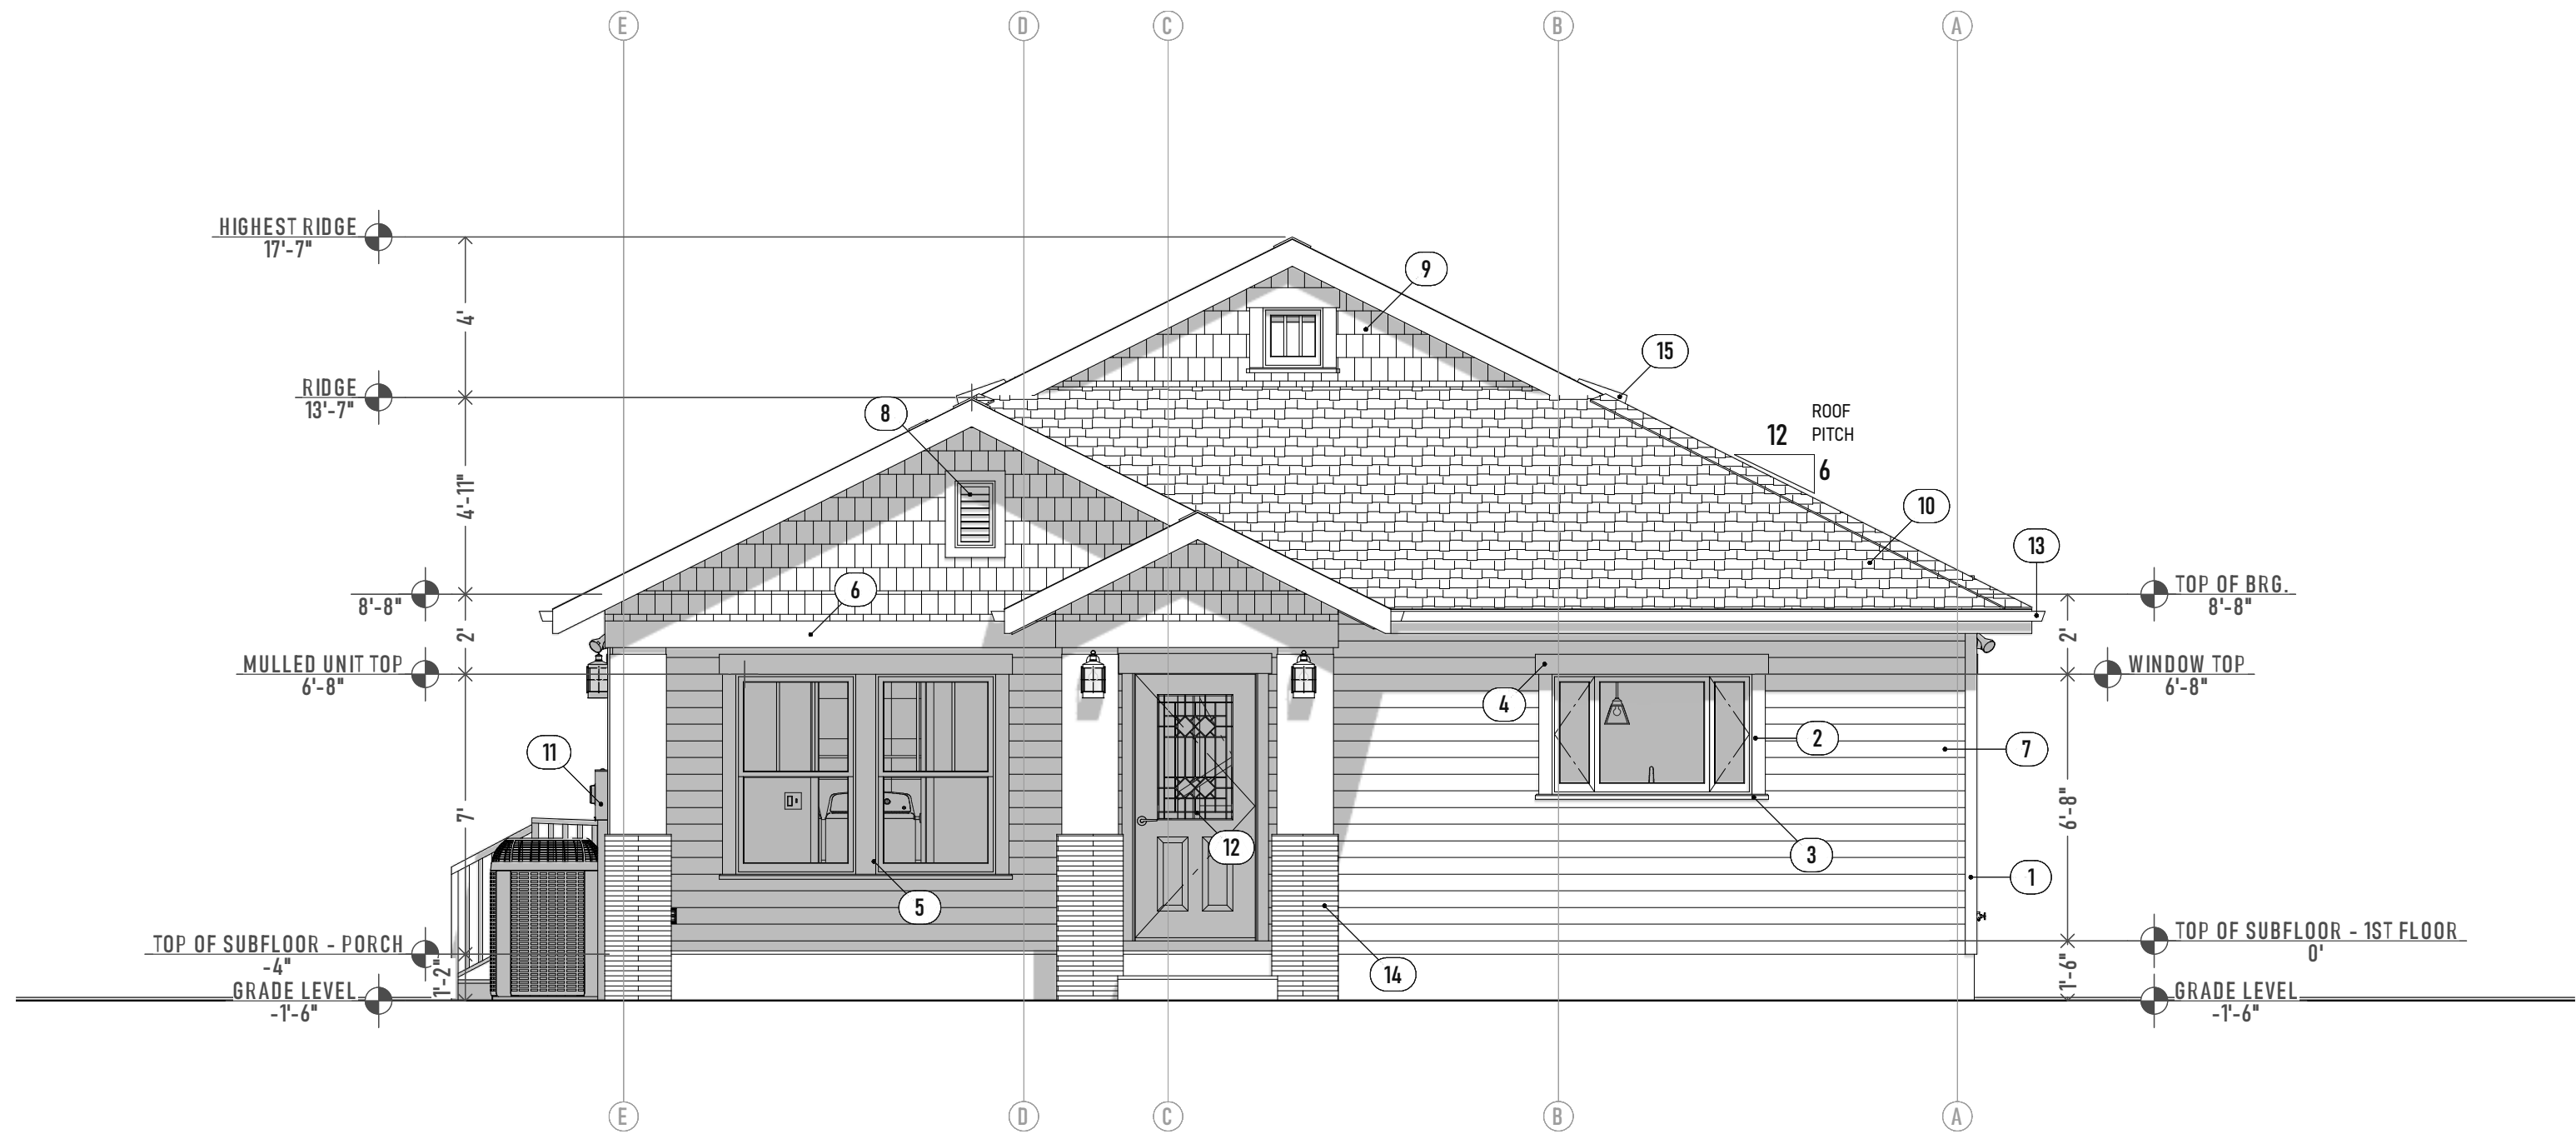 E D C B A
HIGHEST RIDGE
17'-7"
4'
9
15
RIDGE
13'-7"
8
ROOF
PITCH
12
6
4'-11"
10
13
6
8'-8"
TOP OF BRG.
8'-8"
2'
2'
MULLED UNIT TOP
6'-8"
WINDOW TOP
6'-8"
4
2
7
11
7'
6'-8"
12
3
1
5
14
TOP OF SUBFLOOR - PORCH
-4"
TOP OF SUBFLOOR - 1ST FLOOR
0'
1'-2"
1'-6"
GRADE LEVEL
-1'-6"
GRADE LEVEL
-1'-6"
E D C B A